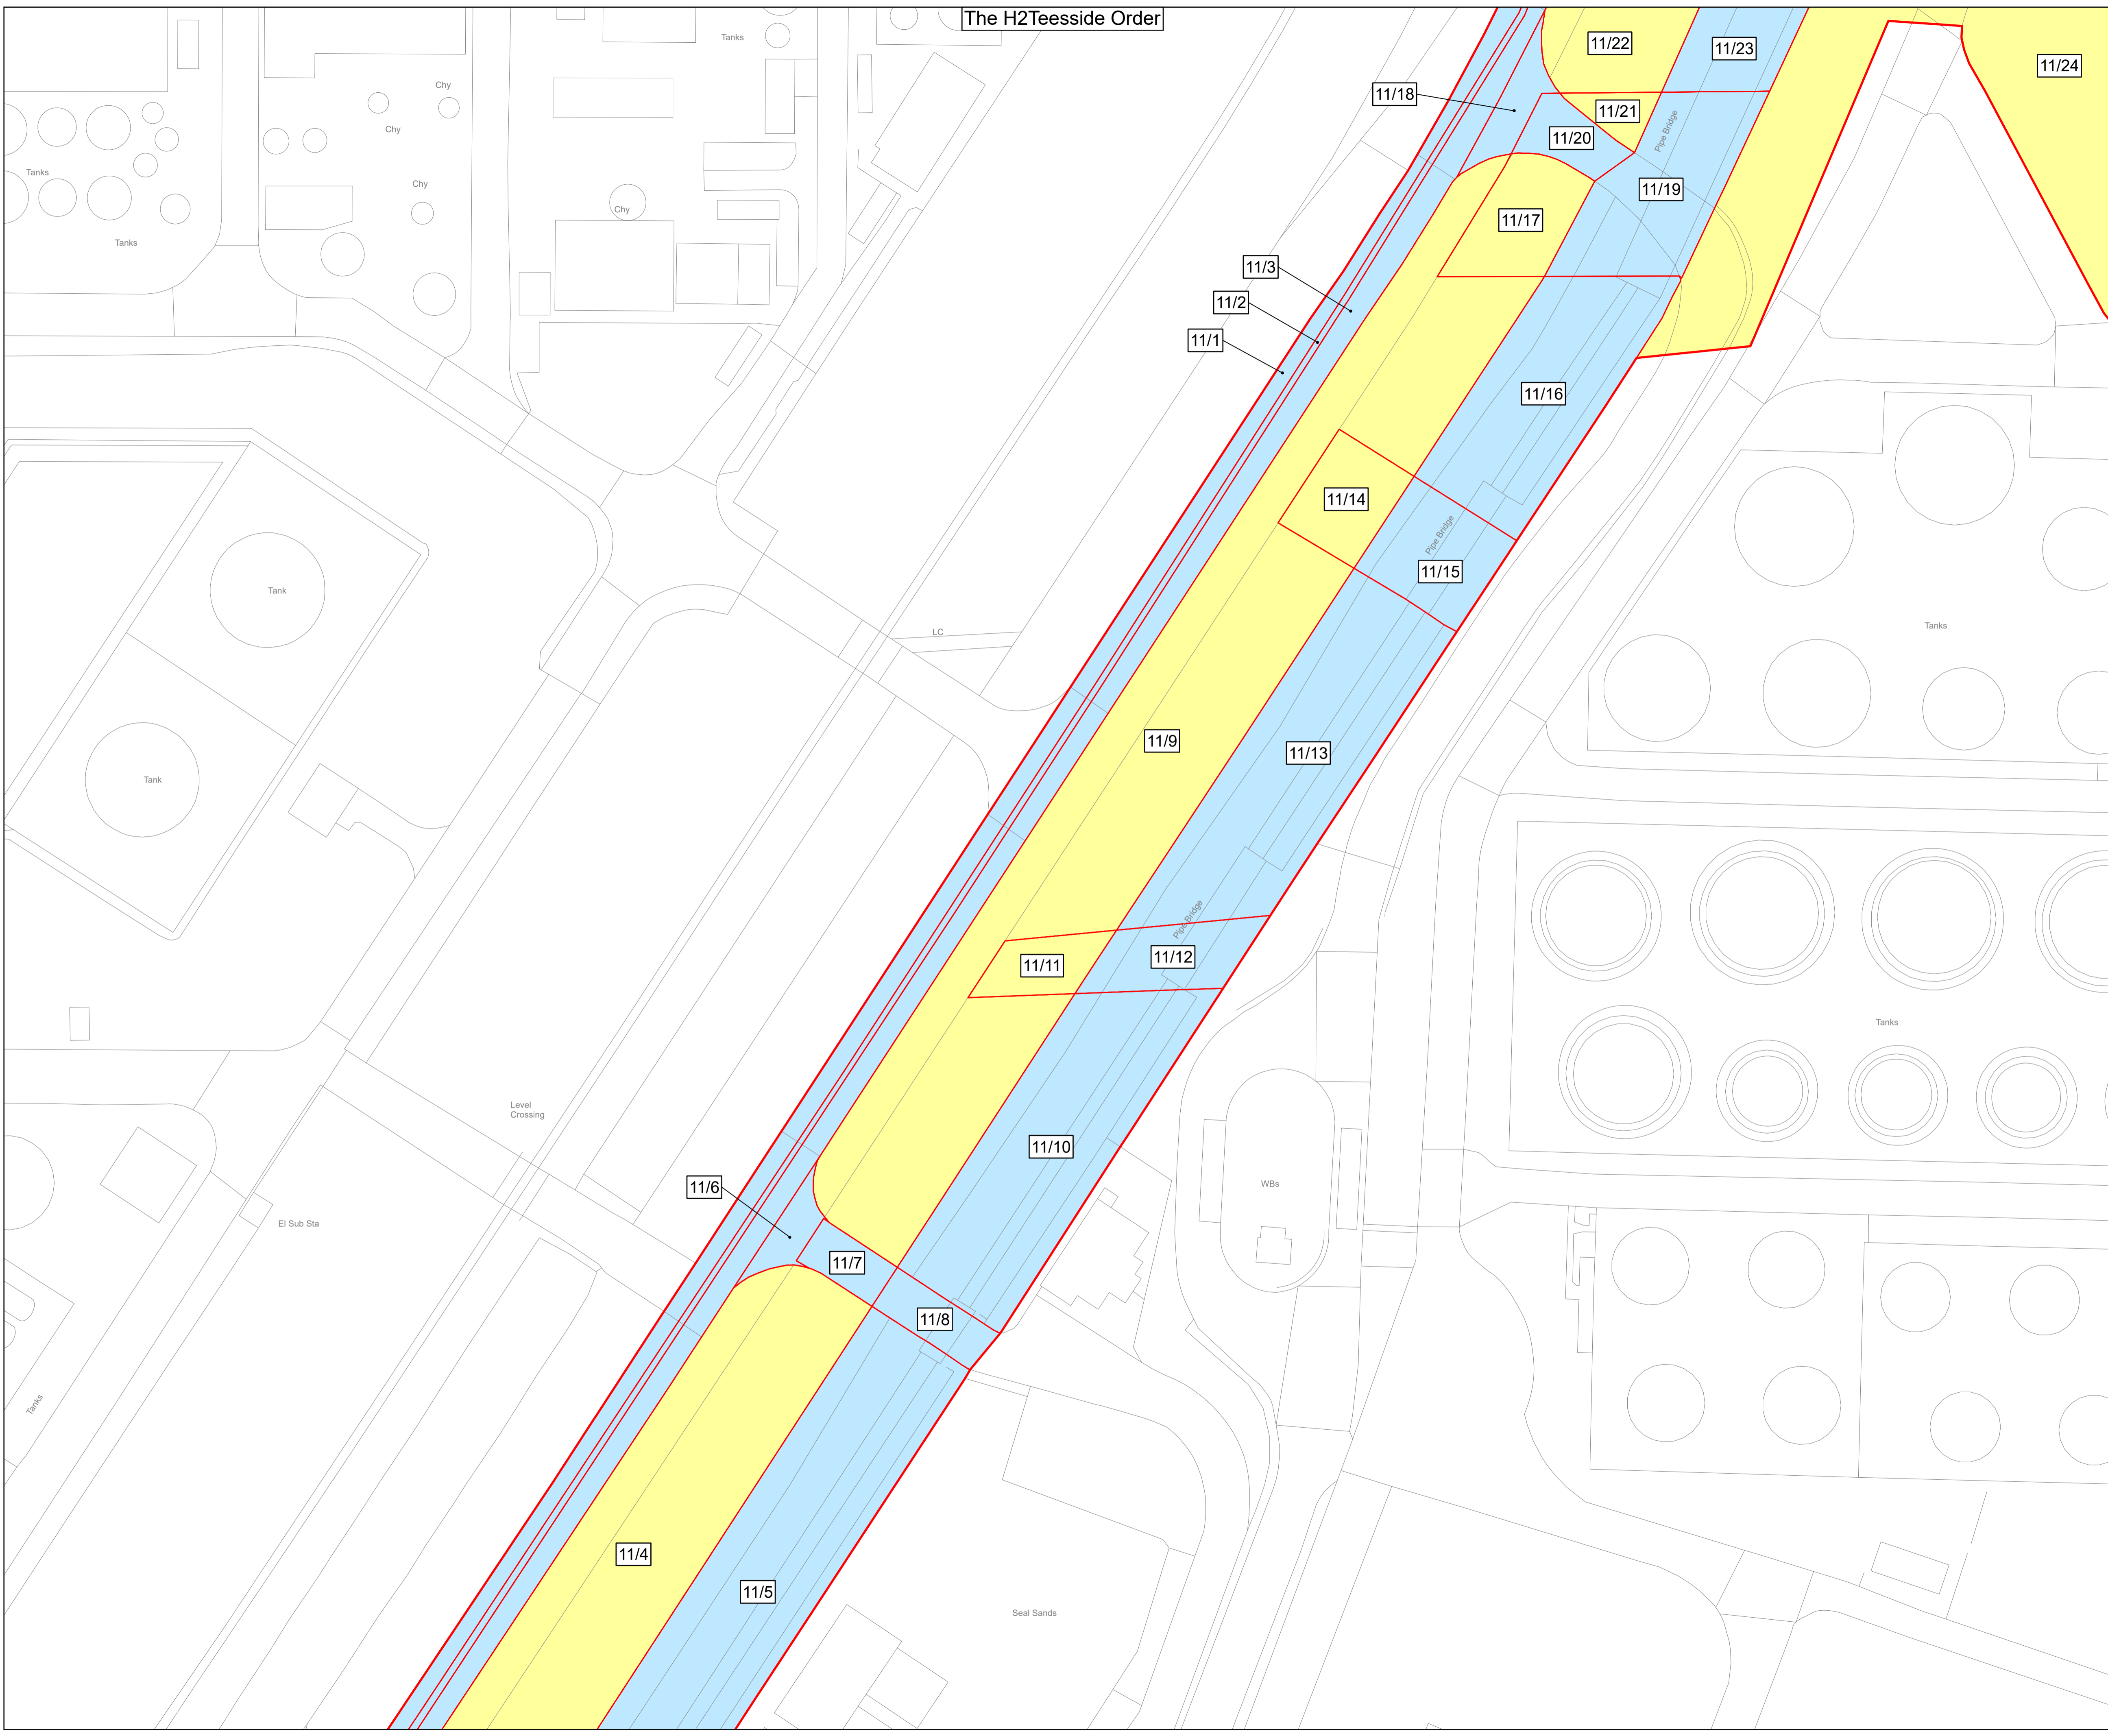 The H2Teesside Order
Tanks
11/22
11/23
11/24
Chy
11/18
11/21
Chy
Pipe Bridge
11/20
Tanks
Chy
11/19
Chy
11/17
Tanks
11/3
11/2
11/1
11/16
11/14
Pipe Bridge
11/15
Tank
LC
Tanks
11/9
11/13
Tank
Pipe Bridge
11/12
11/11
Tanks
Level
Crossing
11/10
11/6
WBs
El Sub Sta
11/7
11/8
Tanks
11/4
11/5
Seal Sands